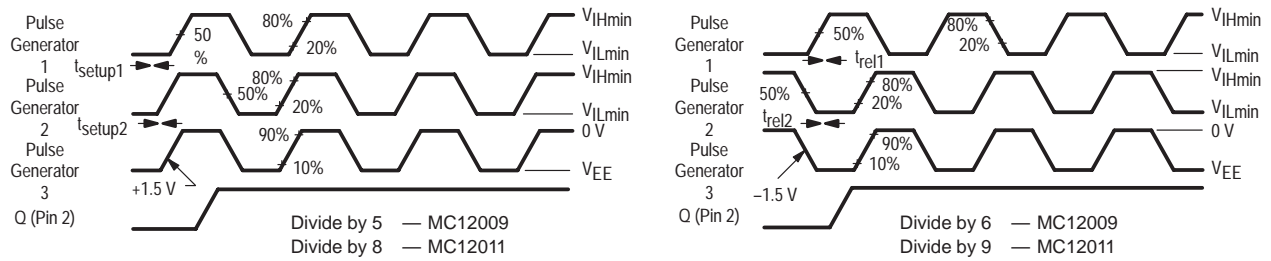 Pulse
Generator
1
50
%
80%
20%
VIHmin
VILmin
tsetup1
Pulse
Generator
2
50%
80%
20%
VIHmin
VILmin
tsetup2
Pulse
Generator
3
90%
10%
0 V
VEE
+1.5 V
Q (Pin 2)
Divide by 5 — MC12009
Divide by 8 — MC12011
Pulse
Generator
1
50%
80%
20%
VIHmin
VILmin
trel1
Pulse
Generator
2
50%
80%
20%
VIHmin
VILmin
trel2
Pulse
Generator
3
90%
10%
0 V
VEE
–1.5 V
Q (Pin 2)
Divide by 6 — MC12009
Divide by 9 — MC12011